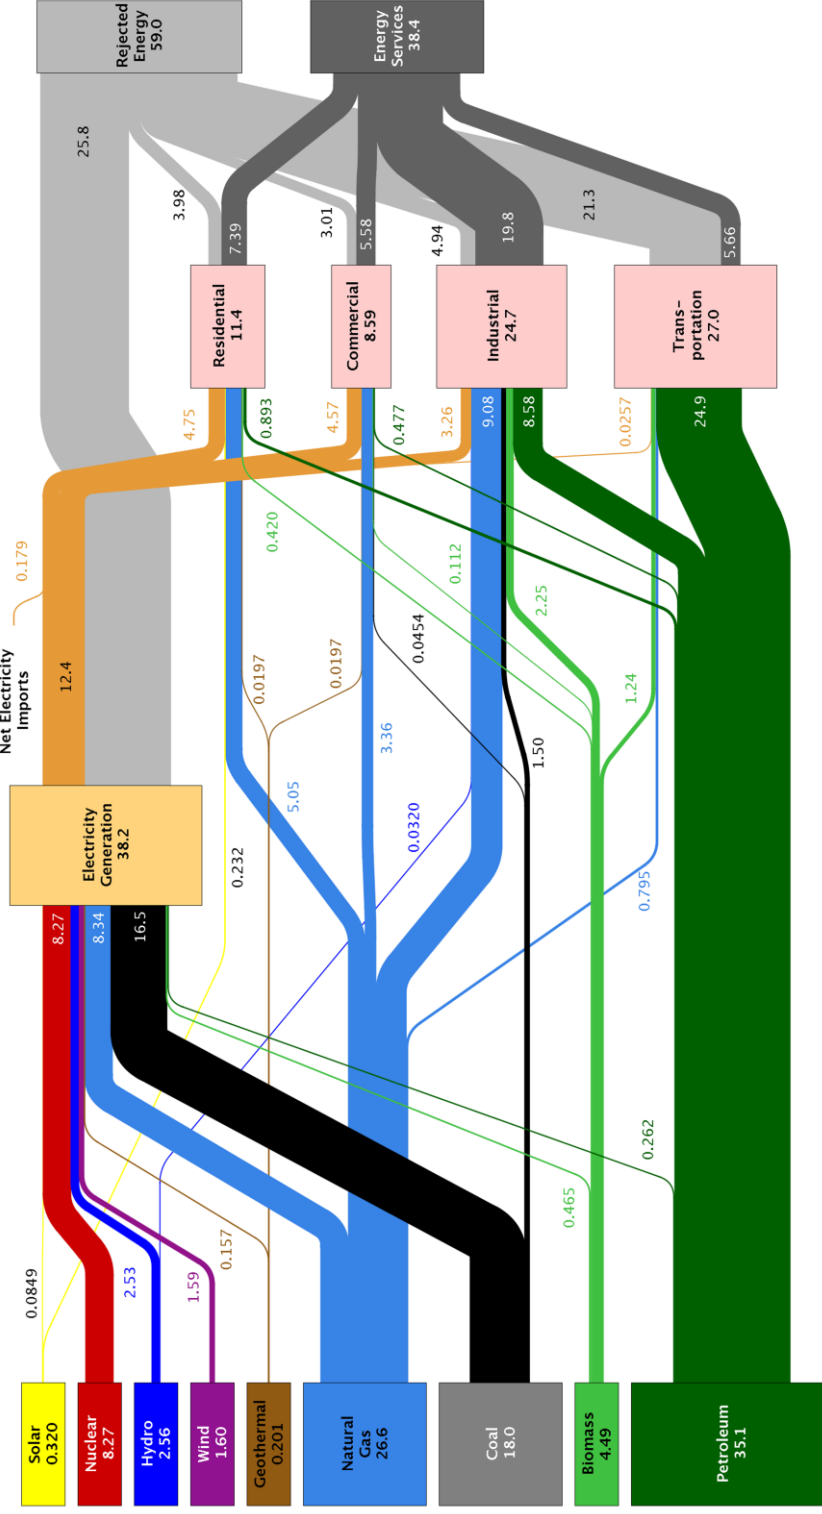 Net Electricity
Imports
0.179
12.4
Solar
0.320
Nuclear
8.27
Hydro
2.56
Wind
1.60
Geothermal
0.201
Natural
Gas
26.6
Coal
18.0
Biomass
4.49
Petroleum
35.1
0.0849
2.53
1.59
0.157
0.465
0.262
8.27
8.34
16.5
Electricity
Generation
38.2
0.232
5.05
0.0320
0.795
3.36
1.50
1.24
0.0197
0.0197
0.0454
2.25
0.420
0.112
4.75
0.893
4.57
0.477
3.26
9.08
8.58
0.0257
24.9
Residential
11.4
Commercial
8.59
Industrial
24.7
Trans-
portation
27.0
3.98
7.39
3.01
5.58
4.94
19.8
21.3
5.66
25.8
Rejected
Energy
59.0
Energy
Services
38.4